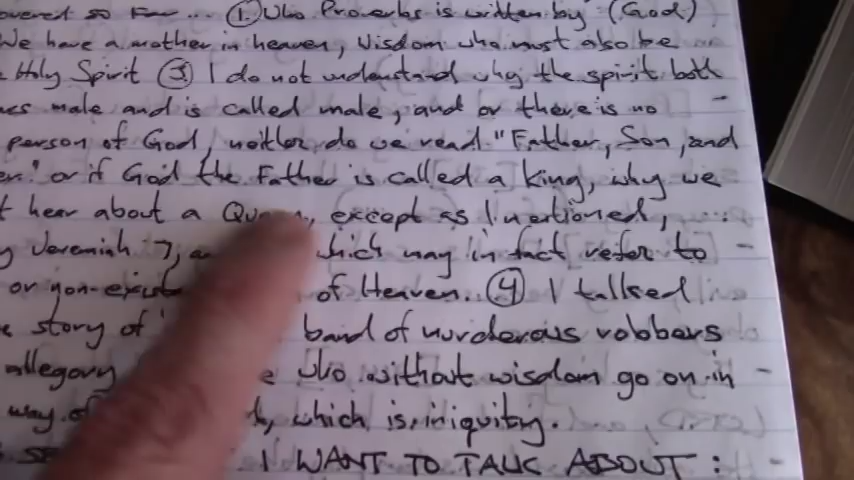 overed so far... ① Who Proverbs is written by (God)
We have a mother in heaven, Wisdom who must also be
Holy Spirit ③ I do not understand why the spirit both
male and is called male, and or there is no
person of God, neither do we read "Father, Son, and
or if God the Father is called a King, why we
hear about a , except as I mentioned,
Jeremiah 7, which may in fact refer to
or of Heaven. ④ I talked
story of band of murderous robbers
allegory who without wisdom go on in
way , which is iniquity.
I WANT TO TALK ABOUT: